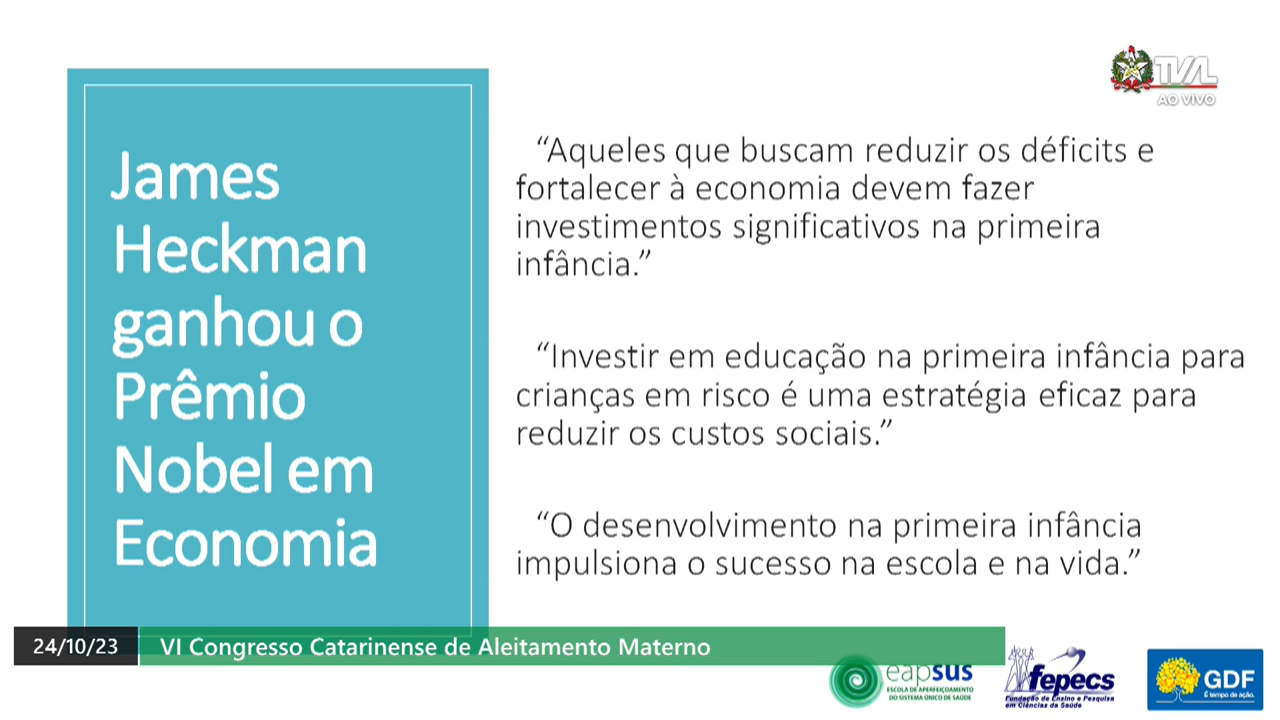 TVAL
AO VIVO
James
Heckman
ganhou o
Prêmio
Nobel em
Economia
“Aqueles que buscam reduzir os déficits e
fortalecer à economia devem fazer
investimentos significativos na primeira
infância.”
“Investir em educação na primeira infância para
crianças em risco é uma estratégia eficaz para
reduzir os custos sociais.”
“O desenvolvimento na primeira infância
impulsiona o sucesso na escola e na vida.”
24/10/23
VI Congresso Catarinense de Aleitamento Materno
eapsus
ESCOLA DE APERFEIÇOAMENTO
DO SISTEMA ÚNICO DE SAÚDE
fepecs
Fundação de Ensino e Pesquisa
em Ciências da Saúde
GDF
É tempo de ação.